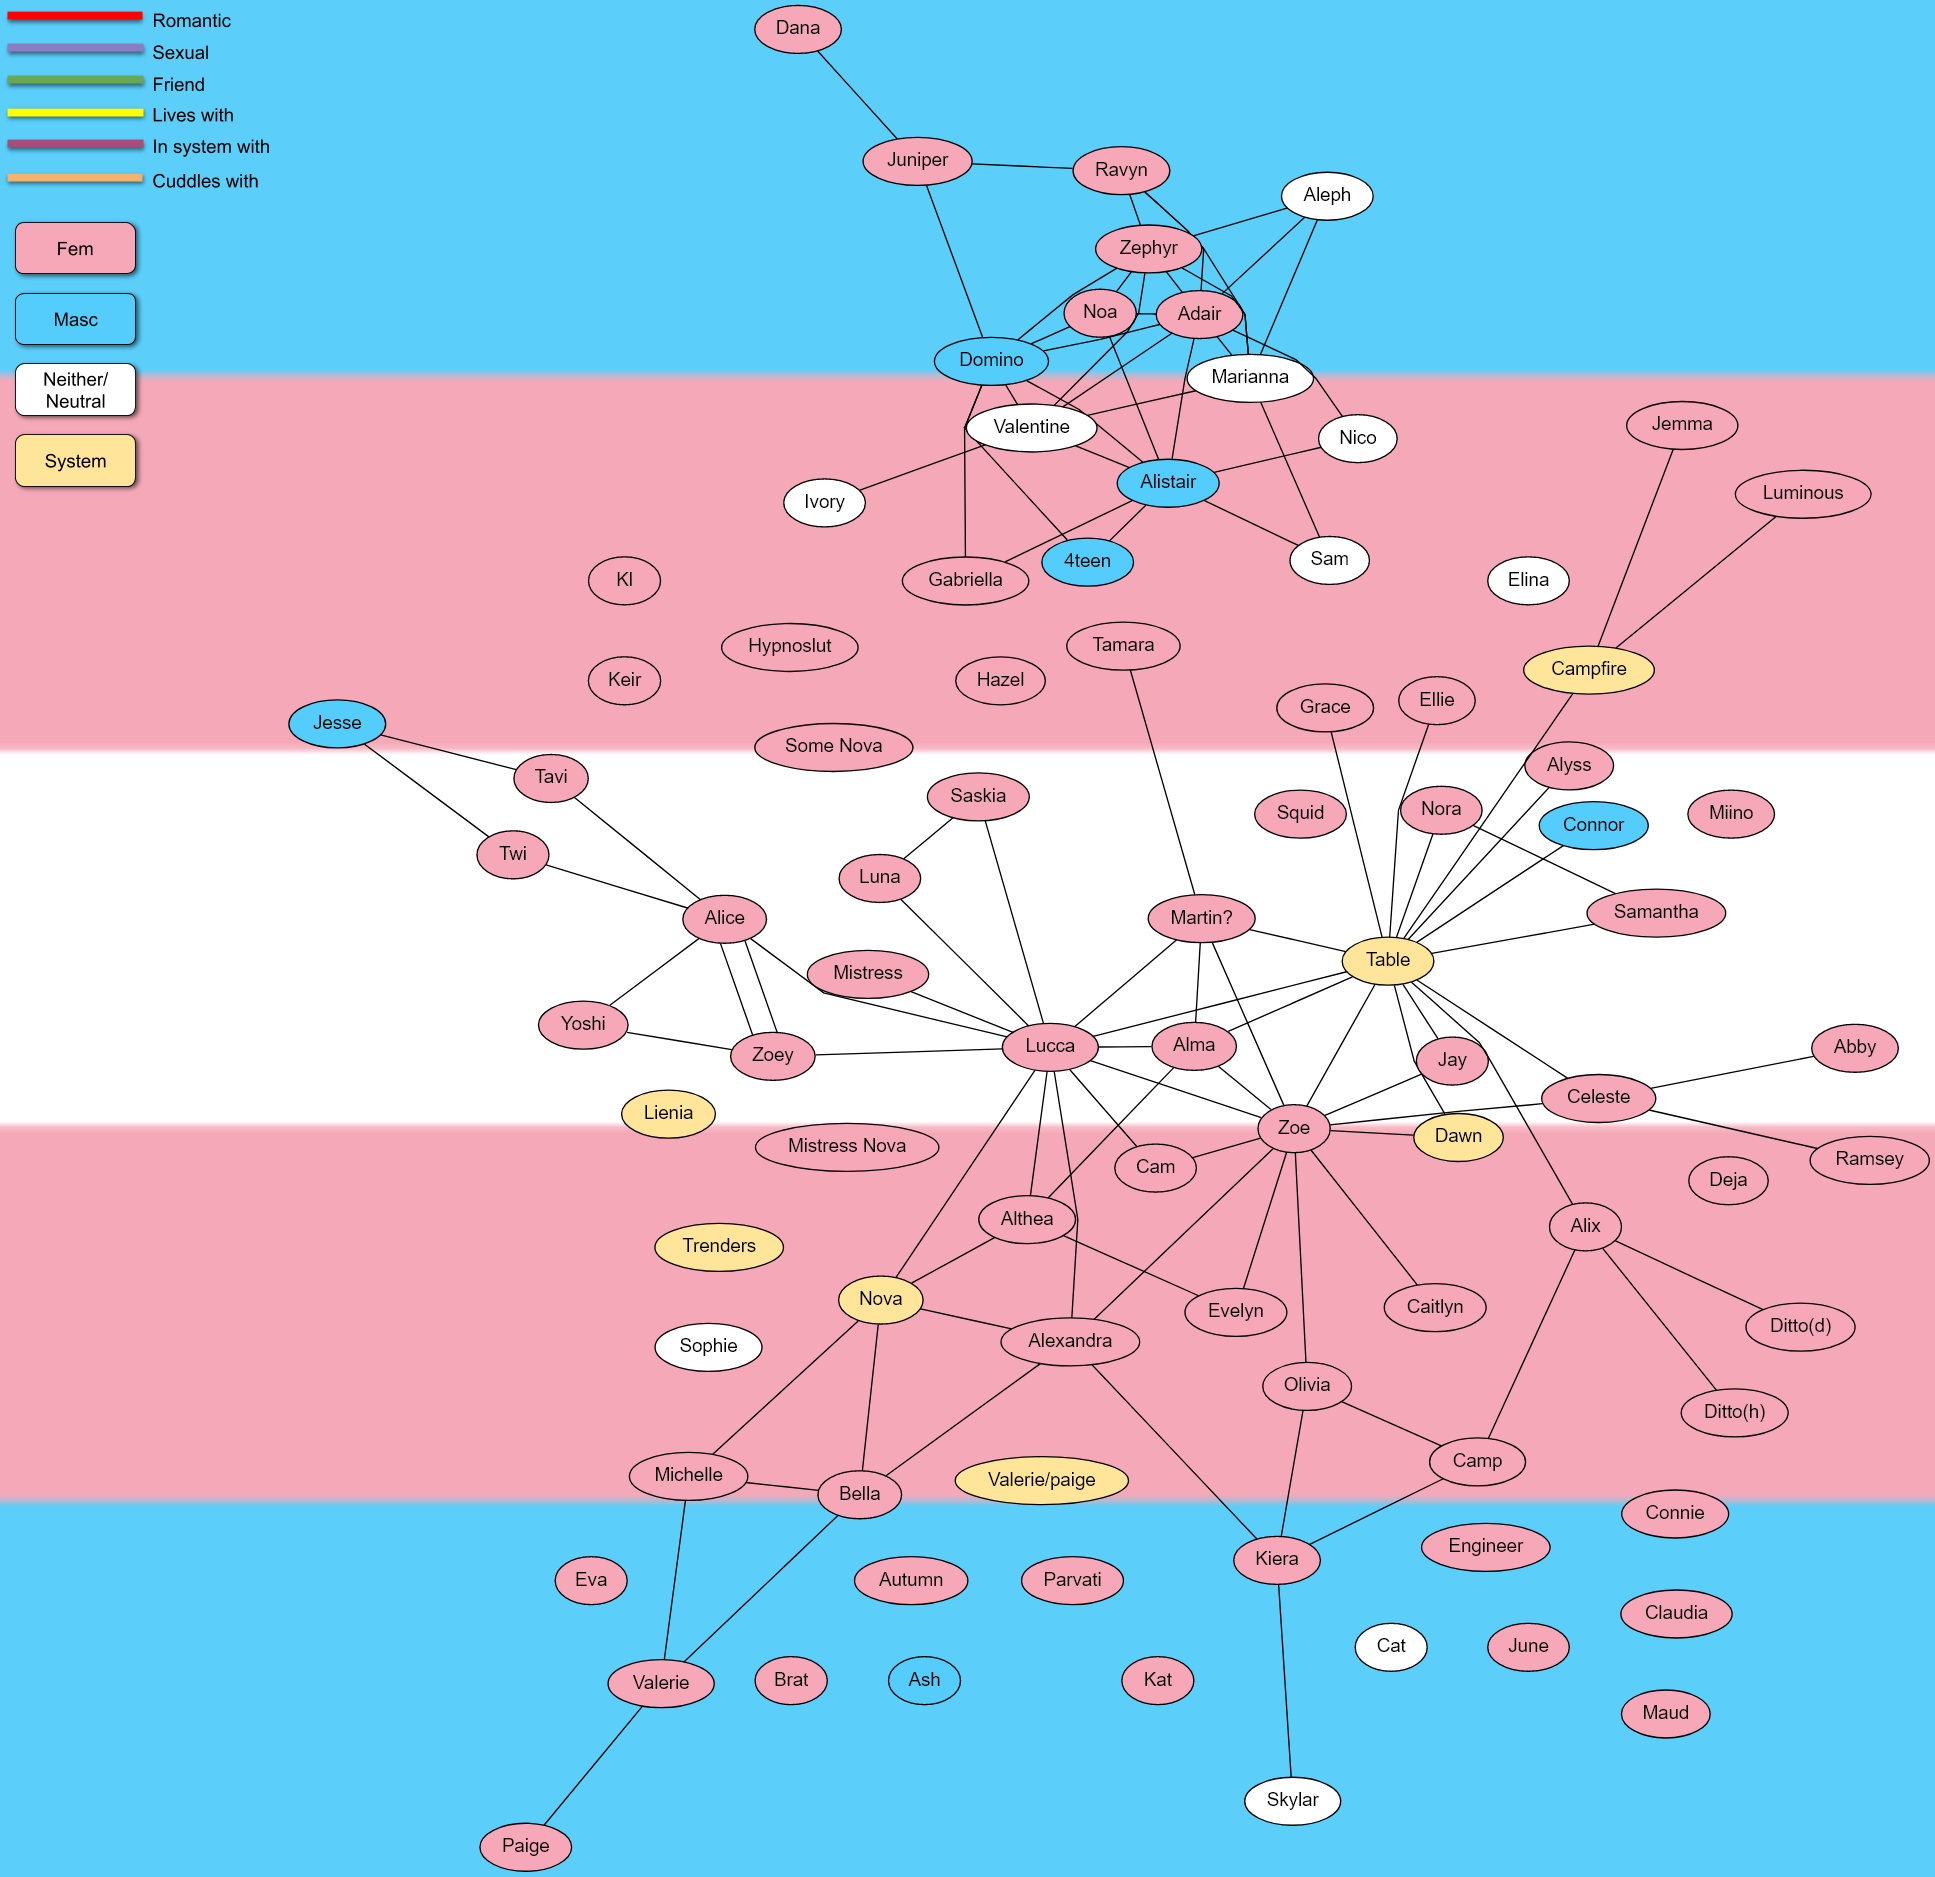 Romantic
Sexual
Friend
Lives with
In system with
Cuddles with
Fem
Masc
Neither/
Neutral
System
Dana
Juniper
Ravyn
Aleph
Zephyr
Noa
Adair
Domino
Marianna
Valentine
Nico
Jemma
Alistair
Luminous
Ivory
4teen
Sam
Gabriella
Kl
Elina
Hypnoslut
Tamara
Campfire
Keir
Hazel
Ellie
Grace
Jesse
Some Nova
Alyss
Tavi
Saskia
Nora
Squid
Miino
Connor
Twi
Luna
Samantha
Alice
Martin?
Table
Mistress
Yoshi
Lucca
Alma
Abby
Zoey
Jay
Celeste
Lienia
Zoe
Dawn
Mistress Nova
Cam
Ramsey
Deja
Althea
Alix
Trenders
Nova
Caitlyn
Evelyn
Ditto(d)
Alexandra
Sophie
Olivia
Ditto(h)
Camp
Michelle
Valerie/paige
Bella
Connie
Engineer
Kiera
Eva
Autumn
Parvati
Claudia
Cat
June
Valerie
Brat
Ash
Kat
Maud
Skylar
Paige